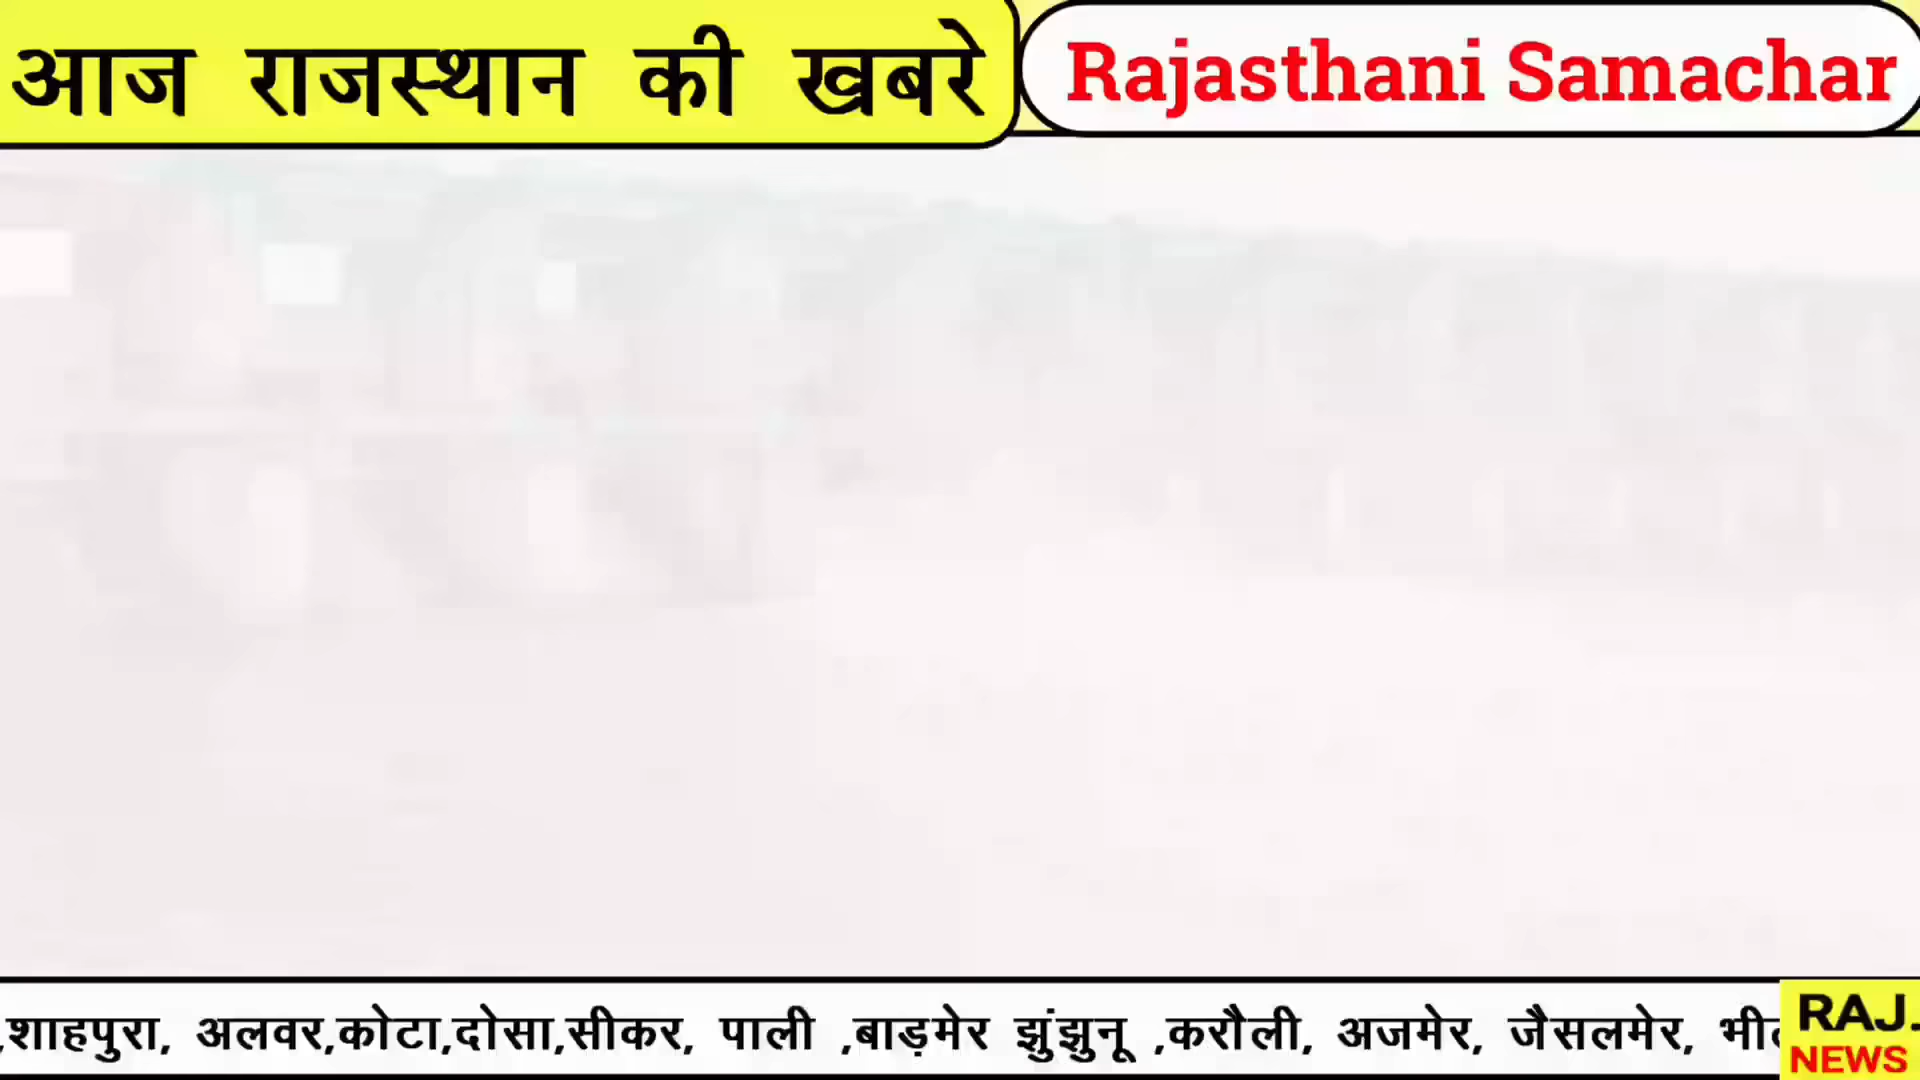 आज राजस्थान की खबरे
Rajasthani Samachar
,शाहपुरा, अलवर,कोटा,दोसा,सीकर, पाली ,बाड़मेर झुंझुनू ,करौली, अजमेर, जैसलमेर,
RAJ.
NEWS